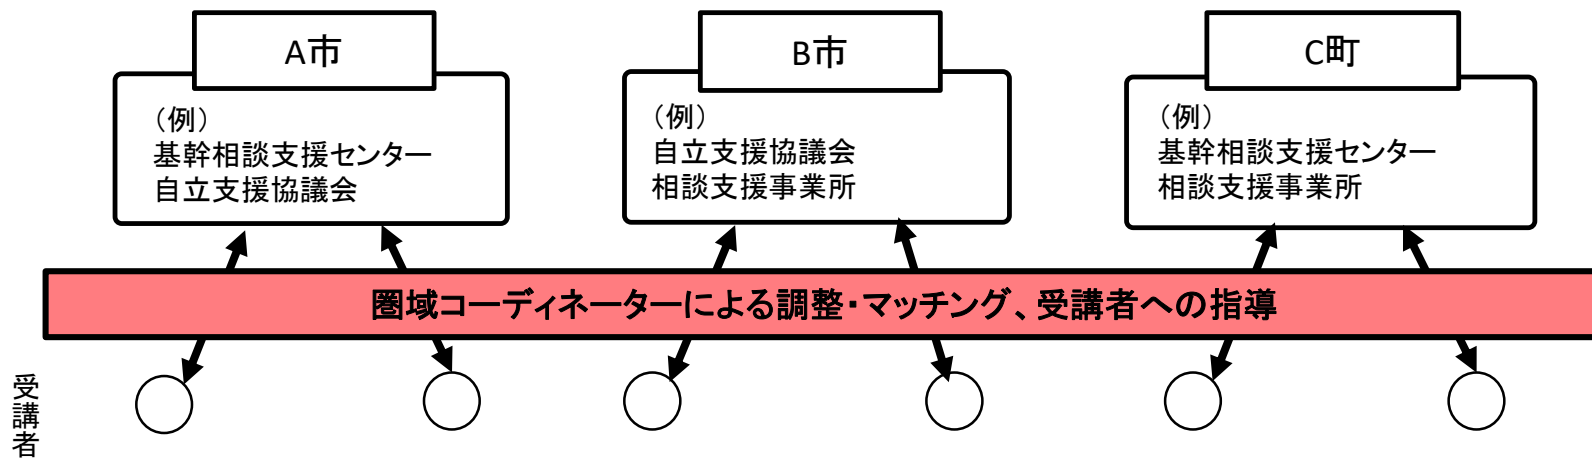 A市
（例）
基幹相談支援センター
自立支援協議会
B市
（例）
自立支援協議会
相談支援事業所
C町
（例）
基幹相談支援センター
相談支援事業所
圏域コーディネーターによる調整・マッチング、受講者への指導
受講者